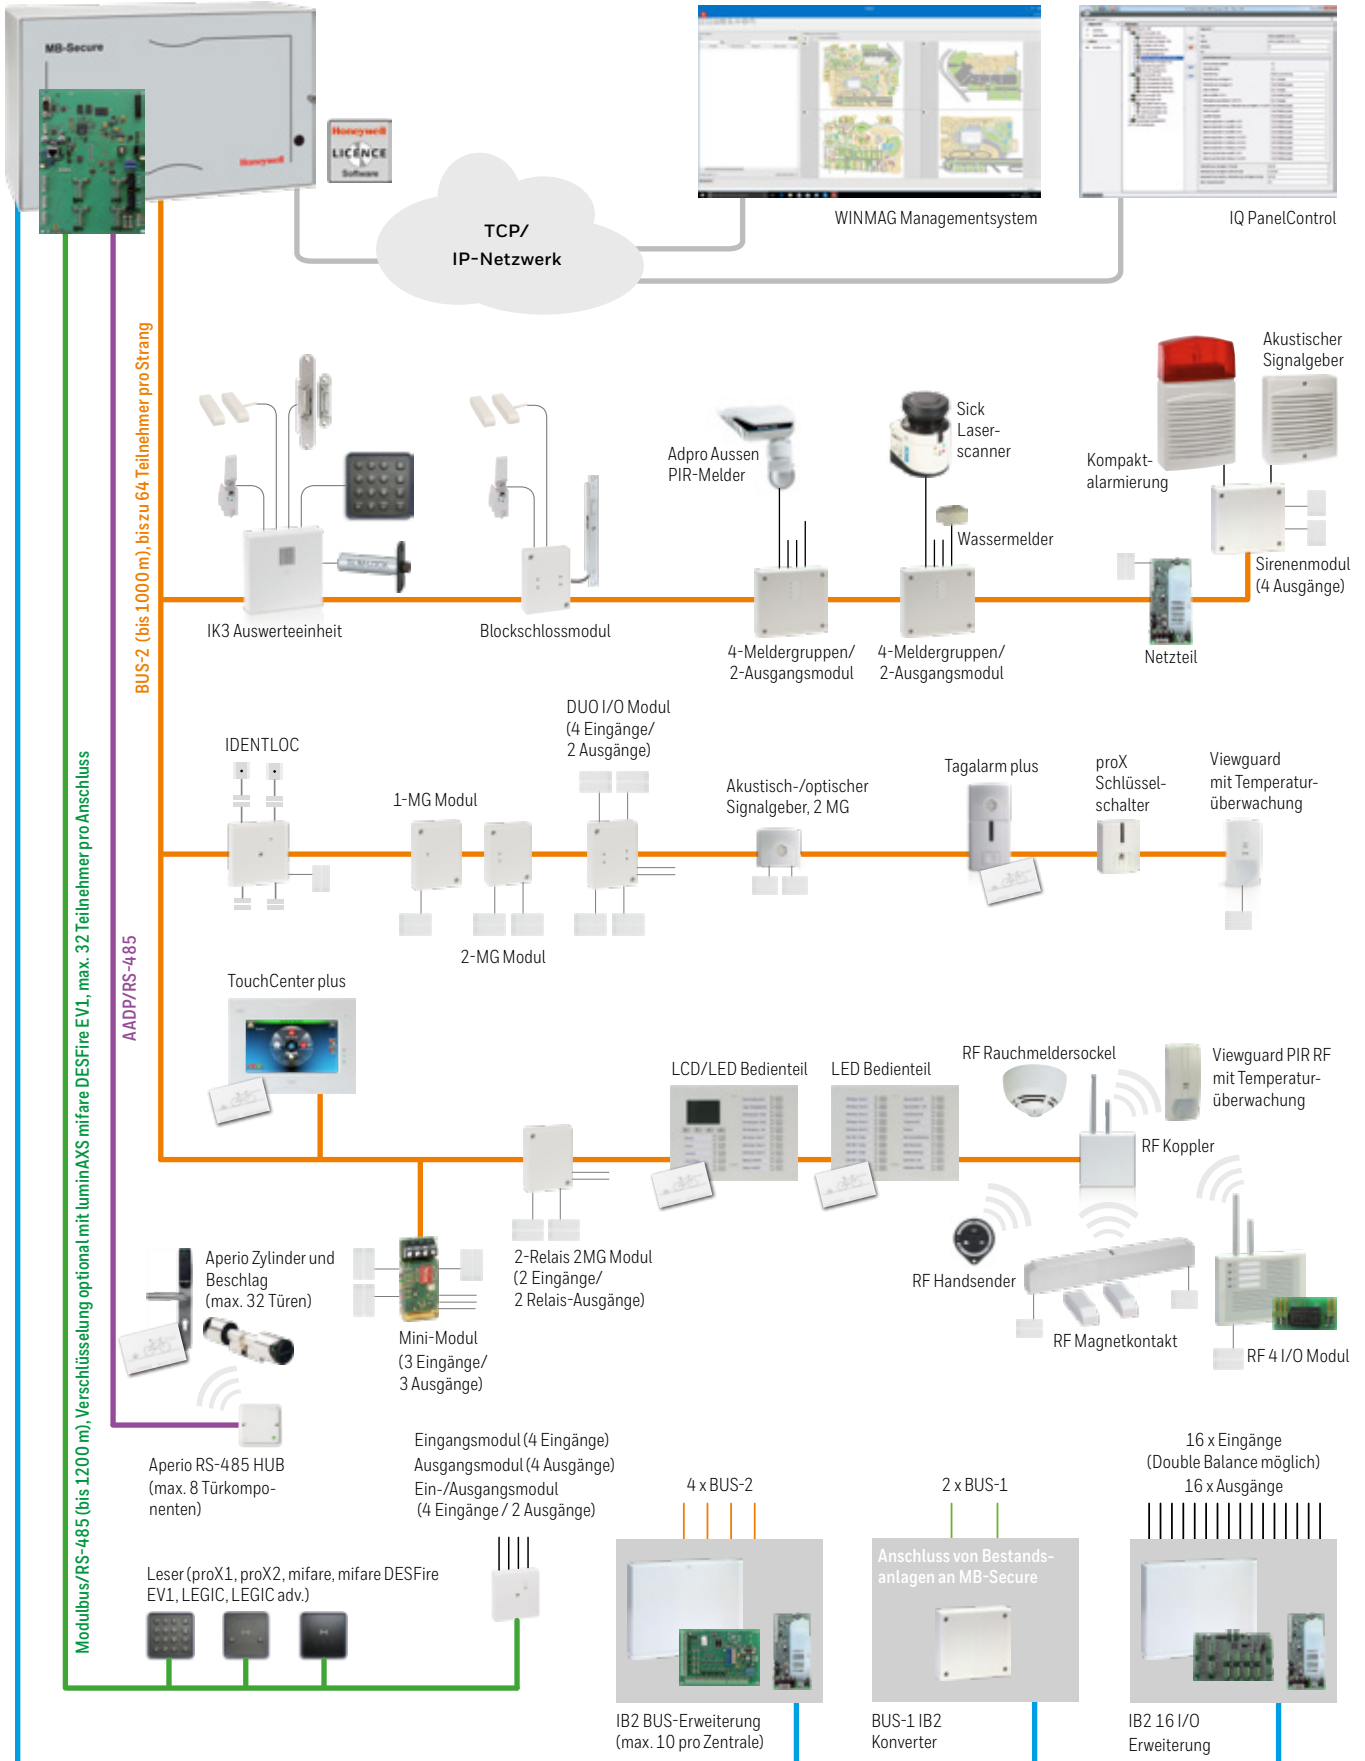 MB-Secure
Honeywell
Honeywell
LICENCE
Software
TCP/
IP-Netzwerk
WINMAG Managementsystem
IQ PanelControl
BUS-2 (bis 1000 m), bis zu 64 Teilnehmer pro Strang
Modulbus/RS-485 (bis 1200 m), Verschlüsselung optional mit luminAXS mifare DESFire EV1, max. 32 Teilnehmer pro Anschluss
AADP/RS-485
IK3 Auswerteeinheit
Blockschlossmodul
Adpro Aussen
PIR-Melder
4-Meldergruppen/
2-Ausgangsmodul
Sick
Laser-
scanner
Wassermelder
4-Meldergruppen/
2-Ausgangsmodul
Kompakt-
alarmierung
Akustischer
Signalgeber
Netzteil
Sirenenmodul
(4 Ausgänge)
IDENTLOC
1-MG Modul
2-MG Modul
DUO I/O Modul
(4 Eingänge/
2 Ausgänge)
Akustisch-/optischer
Signalgeber, 2 MG
Tagalarm plus
proX
Schlüssel-
schalter
Viewguard
mit Temperatur-
überwachung
TouchCenter plus
LCD/LED Bedienteil
LED Bedienteil
RF Rauchmeldersockel
Viewguard PIR RF
mit Temperatur-
überwachung
RF Koppler
2-Relais 2MG Modul
(2 Eingänge/
2 Relais-Ausgänge)
Mini-Modul
(3 Eingänge/
3 Ausgänge)
RF Handsender
RF Magnetkontakt
RF 4 I/O Modul
Aperio Zylinder und
Beschlag
(max. 32 Türen)
Aperio RS-485 HUB
(max. 8 Türkompo-
nenten)
Eingangsmodul (4 Eingänge)
Ausgangsmodul (4 Ausgänge)
Ein-/Ausgangsmodul
(4 Eingänge / 2 Ausgänge)
Leser (proX1, proX2, mifare, mifare DESFire
EV1, LEGIC, LEGIC adv.)
4 x BUS-2
IB2 BUS-Erweiterung
(max. 10 pro Zentrale)
2 x BUS-1
Anschluss von Bestands-
anlagen an MB-Secure
BUS-1 IB2
Konverter
16 x Eingänge
(Double Balance möglich)
16 x Ausgänge
IB2 16 I/O
Erweiterung